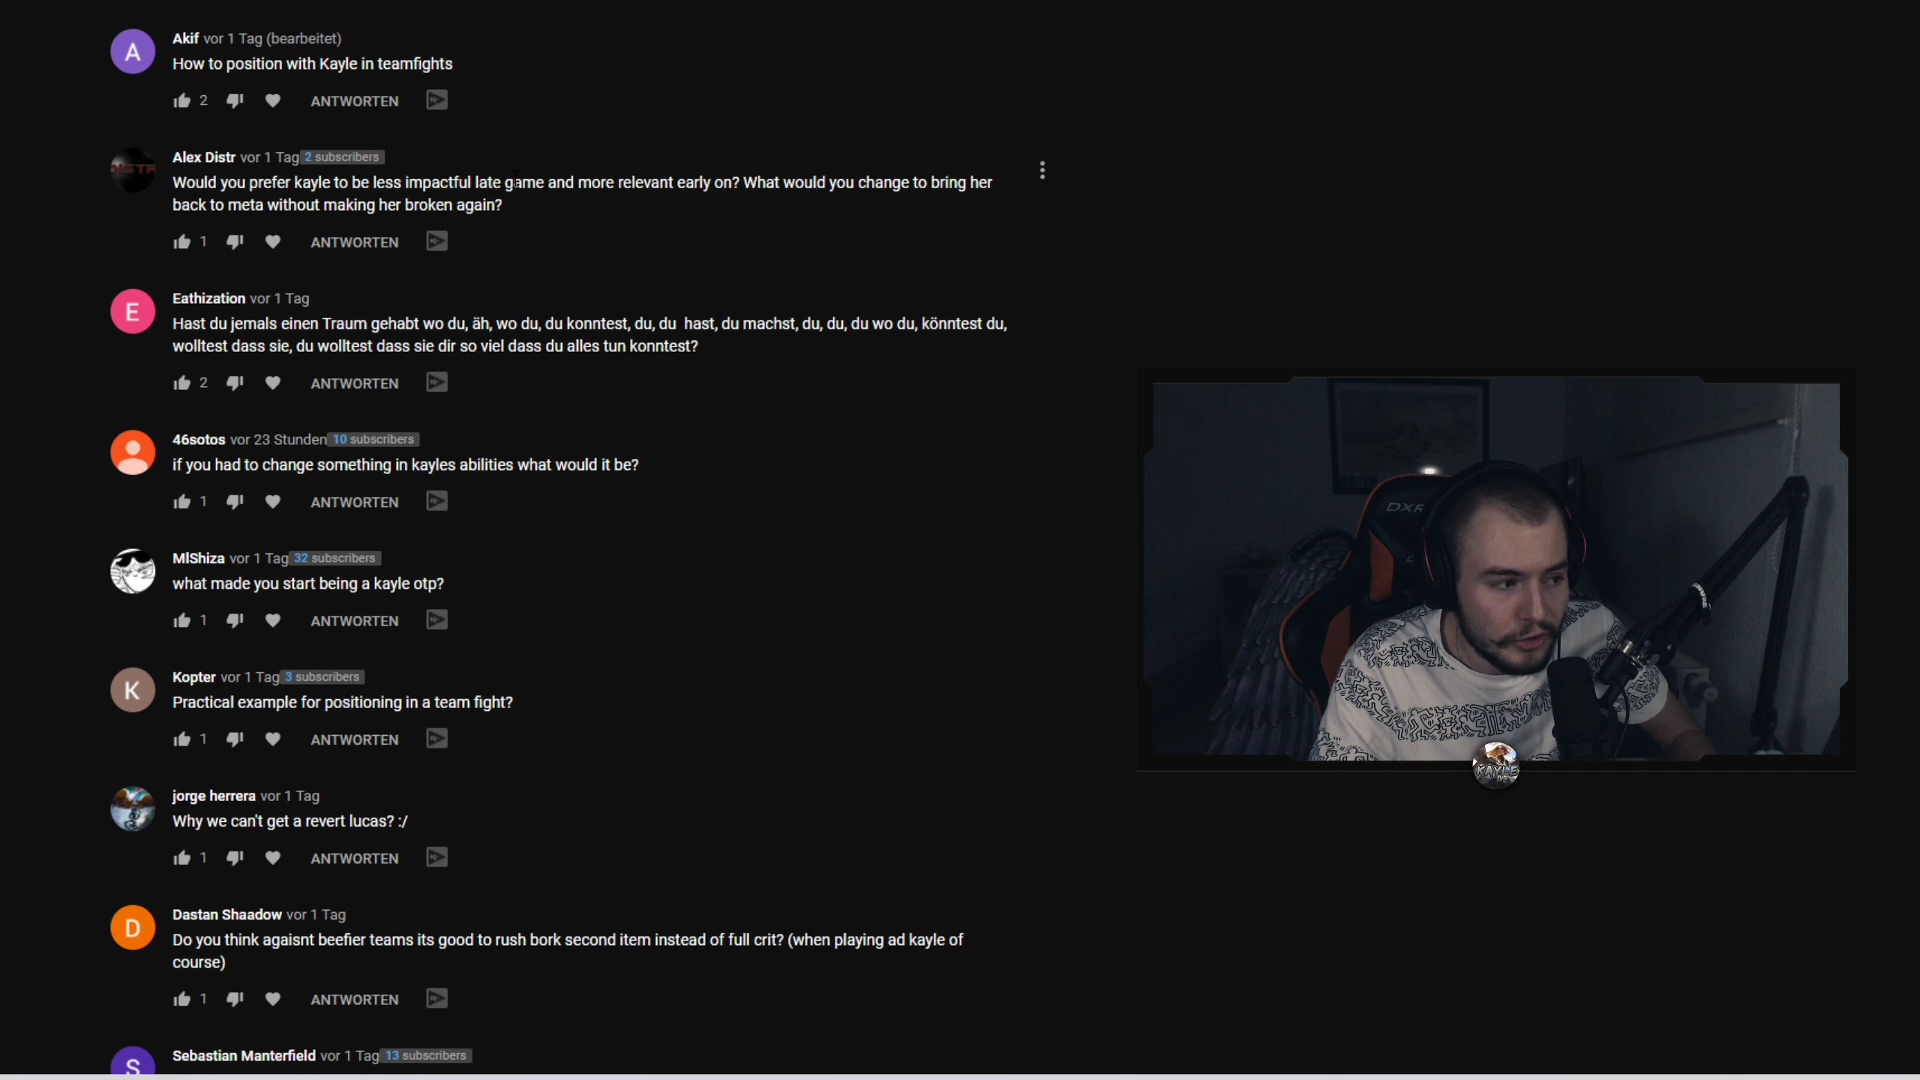 A
Akif vor 1 Tag (bearbeitet)
How to position with Kayle in teamfights
2 ANTWORTEN
DISTR
Alex Distr vor 1 Tag 2 subscribers
Would you prefer kayle to be less impactful late game and more relevant early on? What would you change to bring her
back to meta without making her broken again?
1 ANTWORTEN
E
Eathization vor 1 Tag
Hast du jemals einen Traum gehabt wo du, äh, wo du, du konntest, du, du  hast, du machst, du, du, du wo du, könntest du,
wolltest dass sie, du wolltest dass sie dir so viel dass du alles tun konntest?
2 ANTWORTEN
46sotos vor 23 Stunden 10 subscribers
if you had to change something in kayles abilities what would it be?
1 ANTWORTEN
MlShiza vor 1 Tag 32 subscribers
what made you start being a kayle otp?
1 ANTWORTEN
K
Kopter vor 1 Tag 3 subscribers
Practical example for positioning in a team fight?
1 ANTWORTEN
jorge herrera vor 1 Tag
Why we can't get a revert lucas? :/
1 ANTWORTEN
D
Dastan Shaadow vor 1 Tag
Do you think agaisnt beefier teams its good to rush bork second item instead of full crit? (when playing ad kayle of
course)
1 ANTWORTEN
S
Sebastian Manterfield vor 1 Tag 13 subscribers
DXR
KAYLE